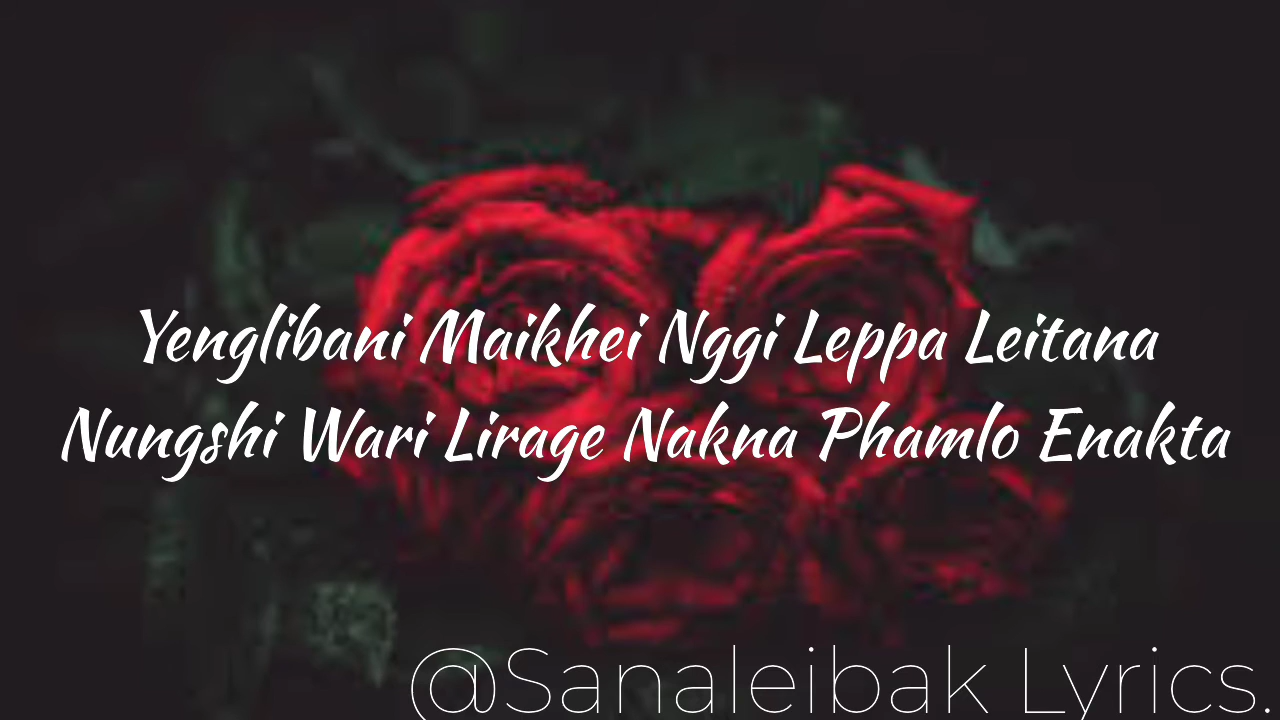 Yenglibani Maikhei Nggi Leppa Leitana
Nungshi Wari Lirage Nakna Phamlo Enakta
@Sanaleibak Lyrics.